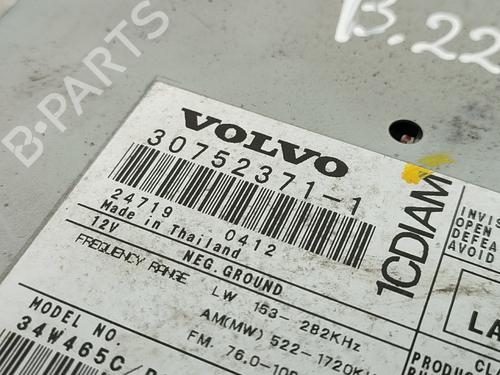 B-PARTS
B.22
VOLVO
30752371-1
24719 0412
Made in Thailand
12V NEG.GROUND
FREQUENCY RANGE LW 153- 282KHz
AM(MW) 522-1720K
FM. 76.0-10
MODEL NO.
34W465C/
1CDIAM
INVIS
OPEN
DEFEA
AVOID
LA
CL
PRODUC